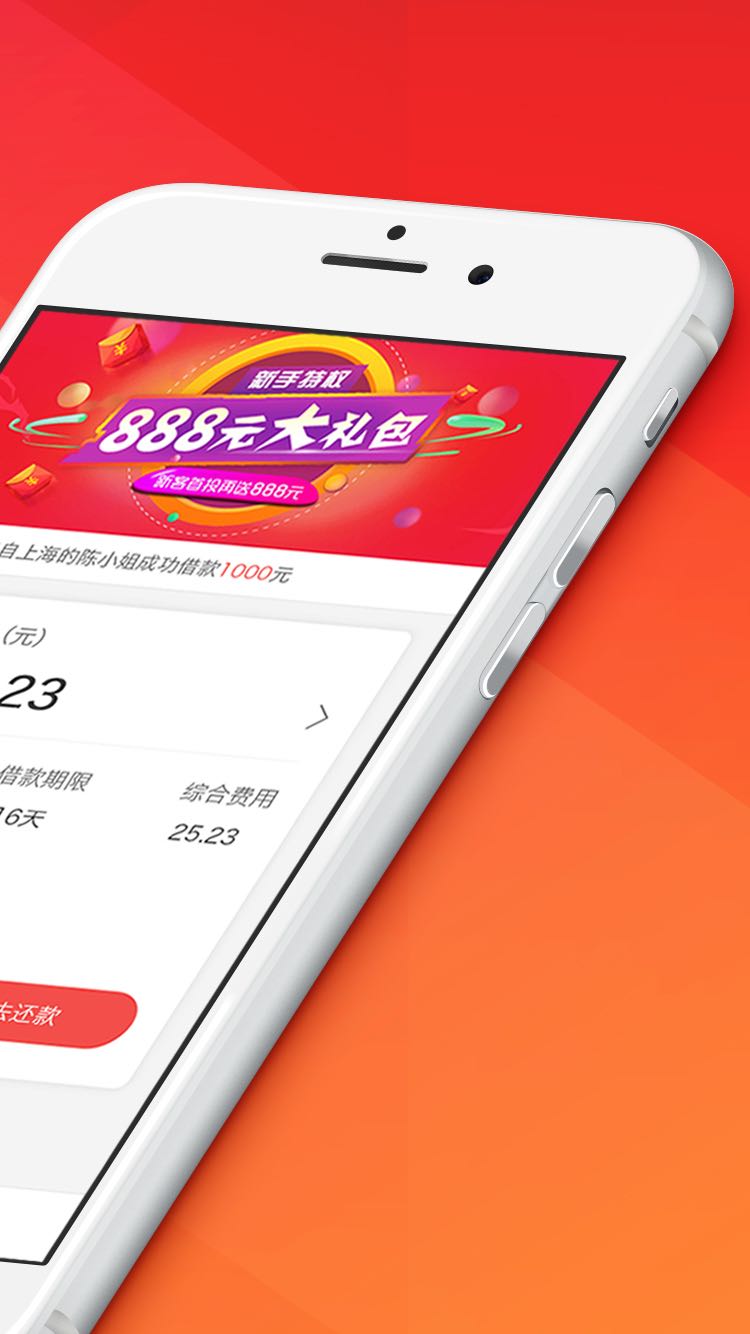 新手特权
888元大礼包
新客首投再送888元
自上海的陈小姐成功借款1000元
(元)
.23
借款期限
综合费用
16天
25.23
去还款